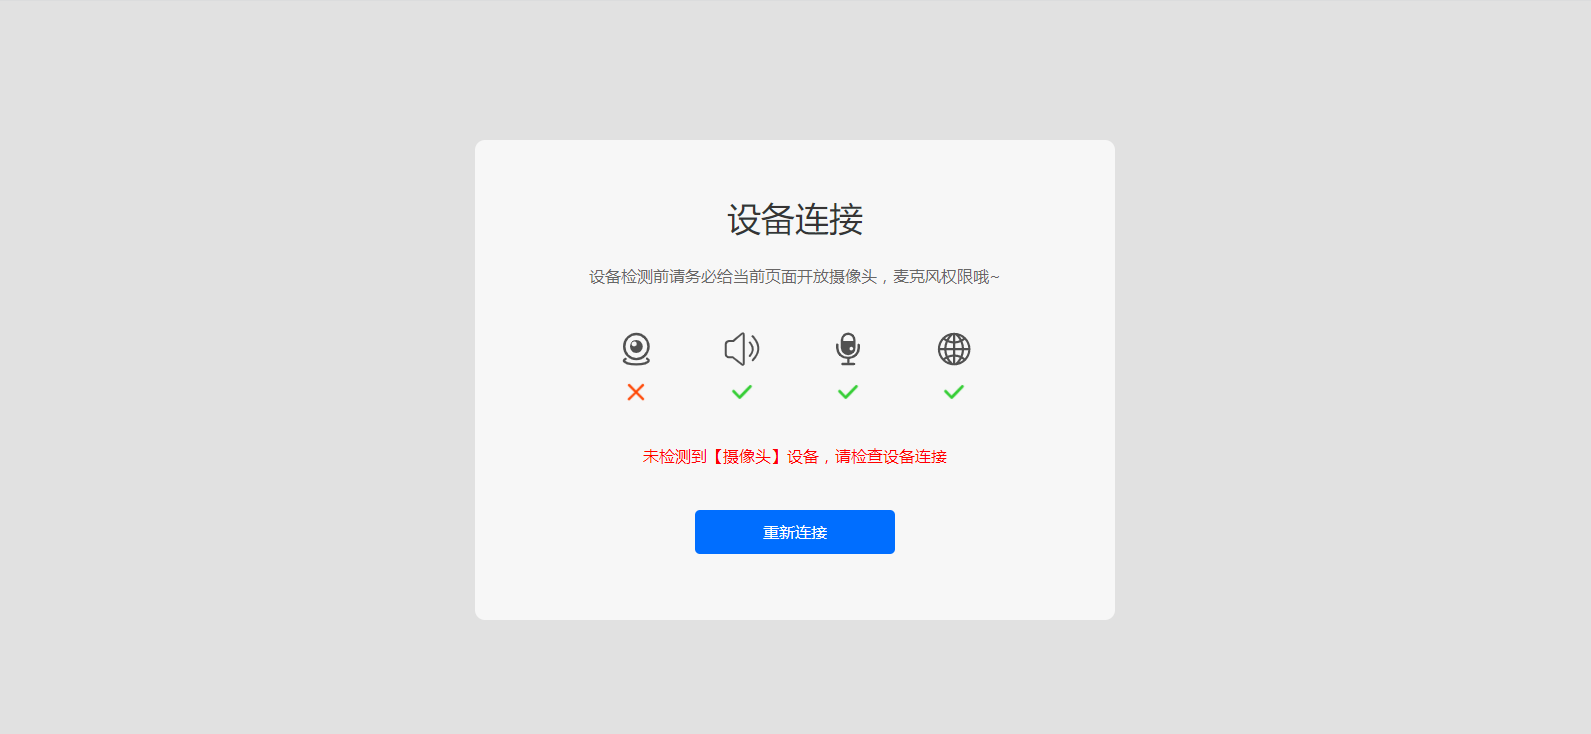 设备连接
设备检测前请务必给当前页面开放摄像头，麦克风权限哦~
未检测到【摄像头】设备，请检查设备连接
重新连接